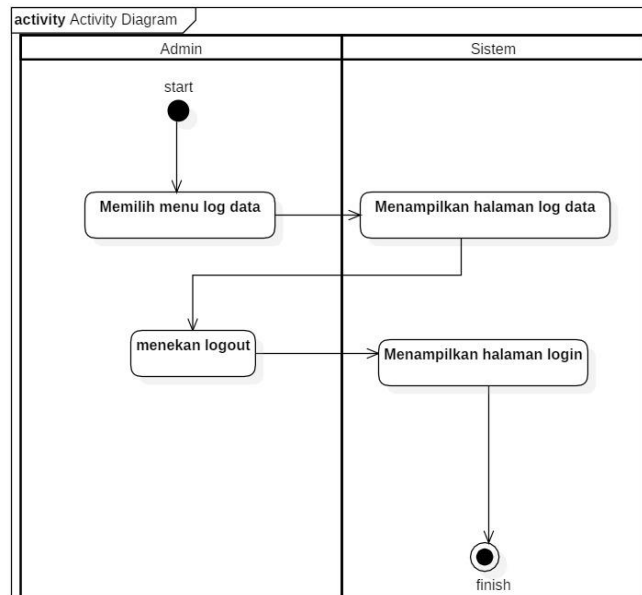 activity Activity Diagram
Admin
Sistem
start
Memilih menu log data
Menampilkan halaman log data
menekan logout
Menampilkan halaman login
finish